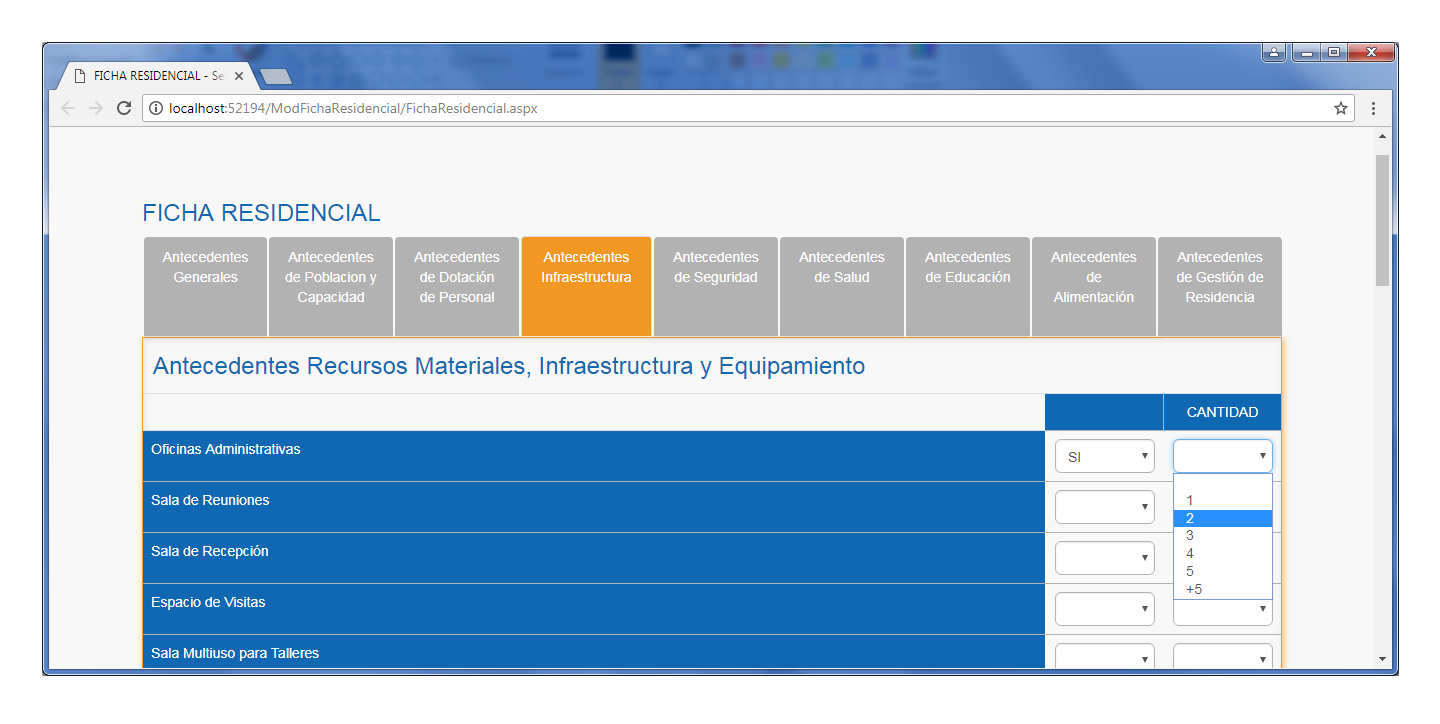 FICHA RESIDENCIAL - Se
localhost:52194/ModFichaResidencial/FichaResidencial.aspx
FICHA RESIDENCIAL
Antecedentes
Generales
Antecedentes
de Poblacion y
Capacidad
Antecedentes
de Dotación
de Personal
Antecedentes
Infraestructura
Antecedentes
de Seguridad
Antecedentes
de Salud
Antecedentes
de Educación
Antecedentes
de
Alimentación
Antecedentes
de Gestión de
Residencia
Antecedentes Recursos Materiales, Infraestructura y Equipamiento
CANTIDAD
Oficinas Administrativas
SI
1
2
3
4
5
+5
Sala de Reuniones
Sala de Recepción
Espacio de Visitas
Sala Multiuso para Talleres